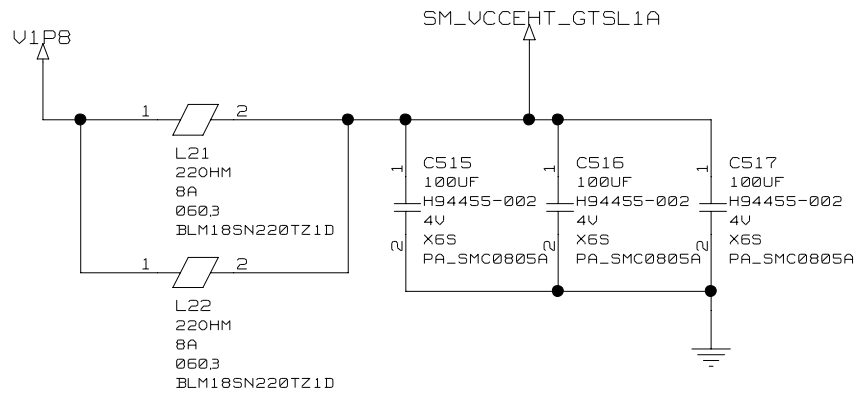 SM_VCCEHT_GTSL1A
V1P8
1
2
L21
22OHM
8A
0603
BLM18SN220TZ1D
1
2
L22
22OHM
8A
0603
BLM18SN220TZ1D
1
2
C515
100UF
H94455-002
4V
X6S
PA_SMC0805A
1
2
C516
100UF
H94455-002
4V
X6S
PA_SMC0805A
1
2
C517
100UF
H94455-002
4V
X6S
PA_SMC0805A